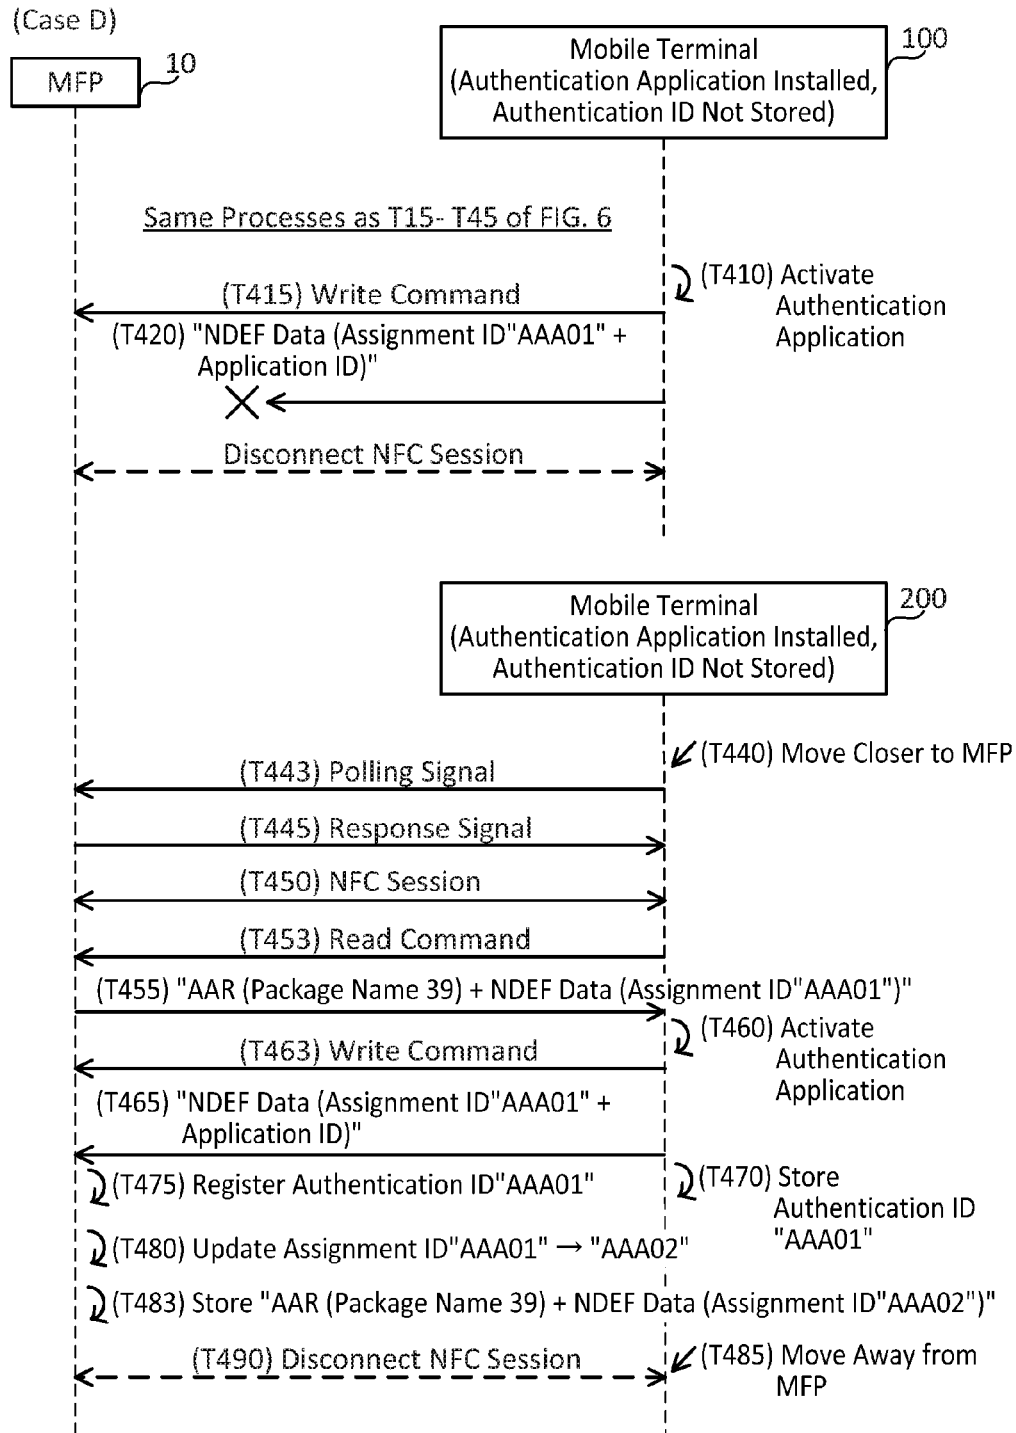 (Case D)
MFP
10
Mobile Terminal
(Authentication Application Installed,
Authentication ID Not Stored)
100
Same Processes as T15- T45 of FIG. 6
(T410) Activate
Authentication
Application
(T415) Write Command
(T420) "NDEF Data (Assignment ID"AAA01" +
Application ID)"
Disconnect NFC Session
Mobile Terminal
(Authentication Application Installed,
Authentication ID Not Stored)
200
(T440) Move Closer to MFP
(T443) Polling Signal
(T445) Response Signal
(T450) NFC Session
(T453) Read Command
(T455) "AAR (Package Name 39) + NDEF Data (Assignment ID"AAA01")"
(T460) Activate
Authentication
Application
(T463) Write Command
(T465) "NDEF Data (Assignment ID"AAA01" +
Application ID)"
(T470) Store
Authentication ID
"AAA01"
(T475) Register Authentication ID"AAA01"
(T480) Update Assignment ID"AAA01" → "AAA02"
(T483) Store "AAR (Package Name 39) + NDEF Data (Assignment ID"AAA02")"
(T485) Move Away from
MFP
(T490) Disconnect NFC Session